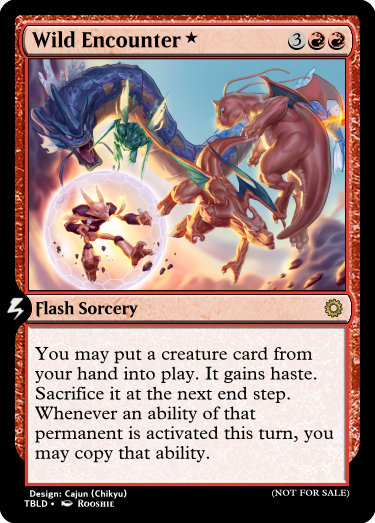 Wild Encounter ★ 3
Flash Sorcery
You may put a creature card from
your hand into play. It gains haste.
Sacrifice it at the next end step.
Whenever an ability of that
permanent is activated this turn, you
may copy that ability.
Design: Cajun (Chikyu)
(NOT FOR SALE)
TBLD • Rooshie